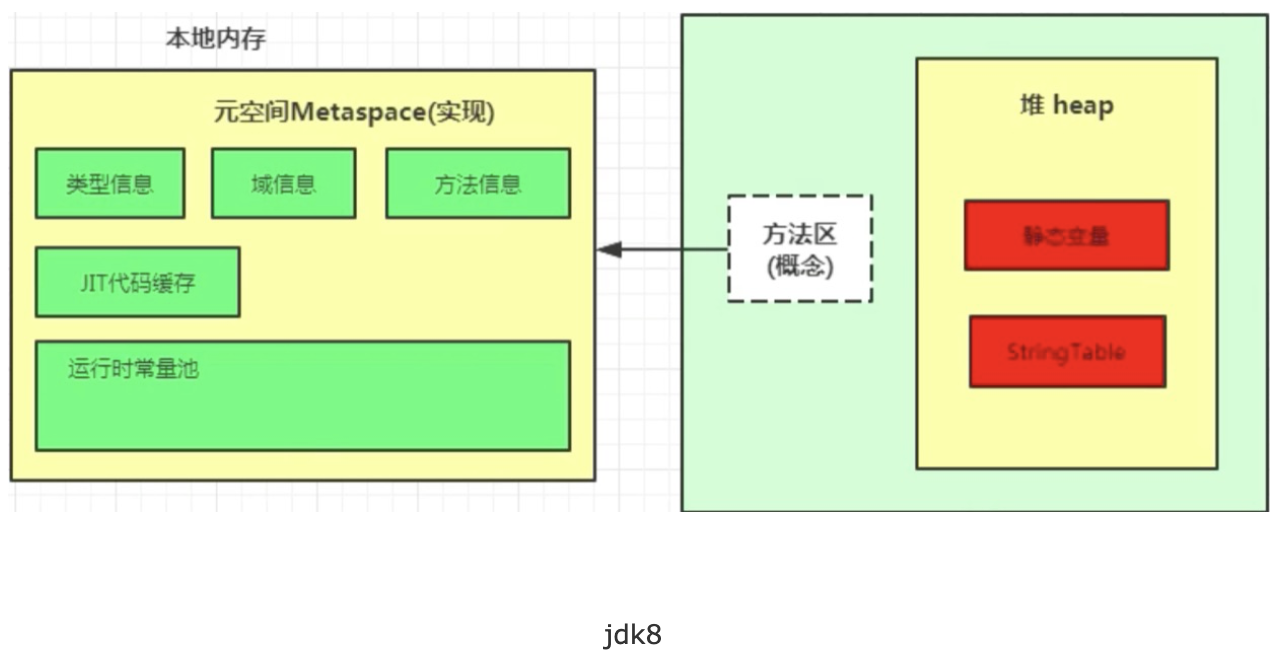 本地内存
元空间Metaspace(实现)
类型信息
域信息
方法信息
JIT代码缓存
运行时常量池
方法区
(概念)
堆 heap
静态变量
StringTable
jdk8